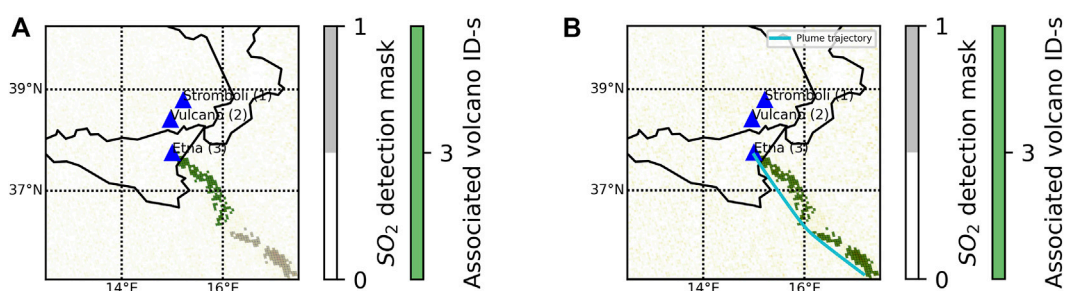 A
39°N
37°N
14°E
16°E
Stromboli (1)
Vulcano (2)
Etna (3)
1
0
SO2 detection mask
3
Associated volcano ID-s
B
Plume trajectory
39°N
37°N
14°E
16°E
Stromboli (1)
Vulcano (2)
Etna (3)
1
0
SO2 detection mask
3
Associated volcano ID-s